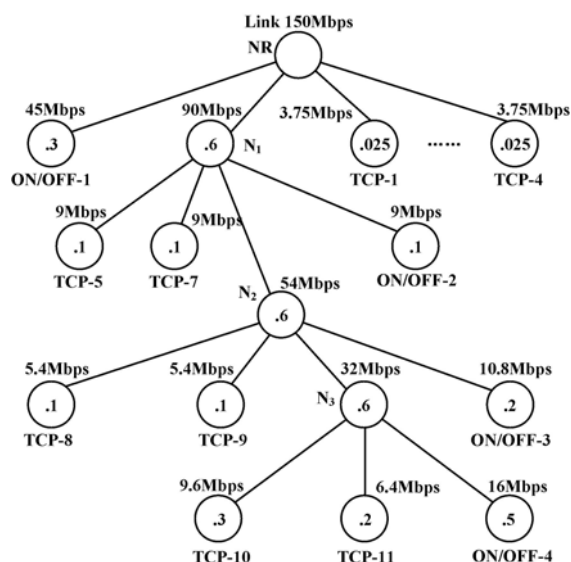 Link 150Mbps
NR
45Mbps 90Mbps 3.75Mbps 3.75Mbps
.3 .6 N1 .025 ...... .025
ON/OFF-1 TCP-1 TCP-4
9Mbps 9Mbps 9Mbps
.1 .1 .1
TCP-5 TCP-7 ON/OFF-2
N2 54Mbps
.6
5.4Mbps 5.4Mbps 32Mbps 10.8Mbps
.1 .1 N3 .6 .2
TCP-8 TCP-9 ON/OFF-3
9.6Mbps 6.4Mbps 16Mbps
.3 .2 .5
TCP-10 TCP-11 ON/OFF-4